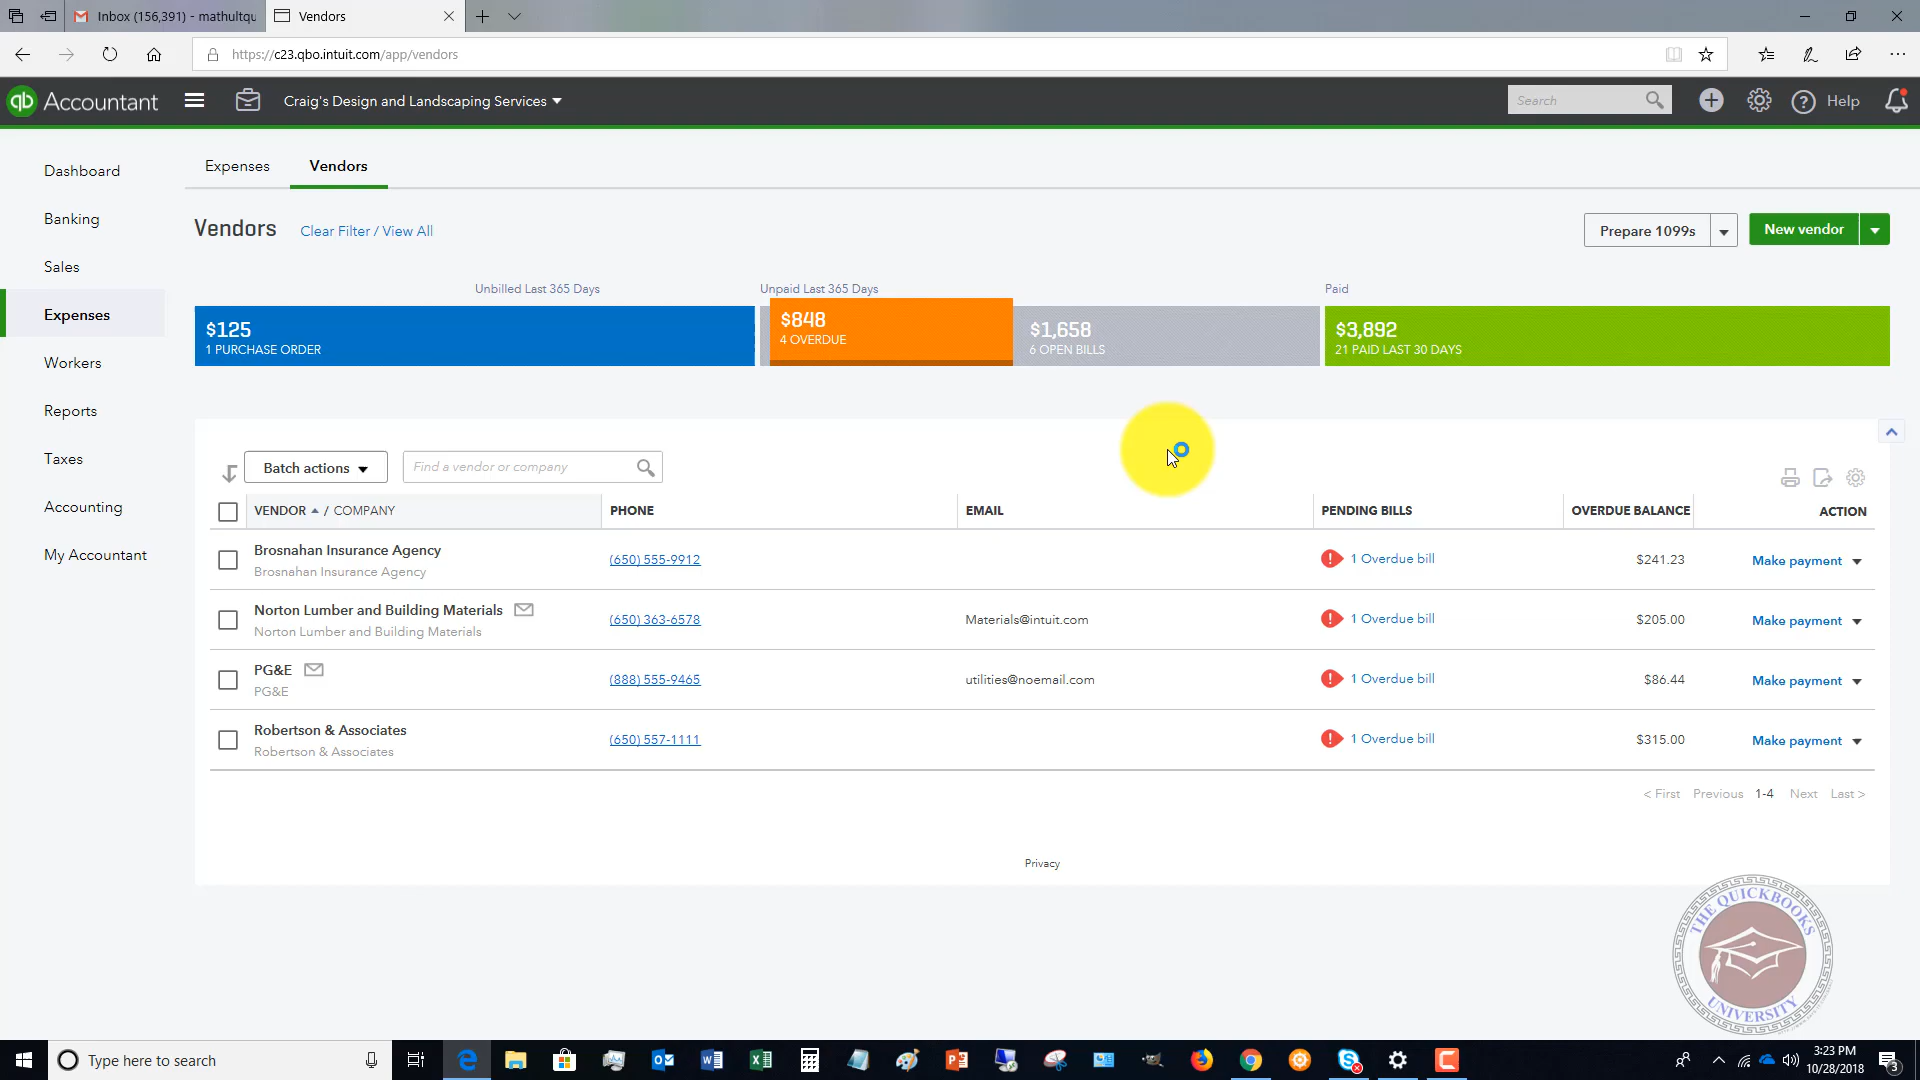 Inbox (156,391) - mathultqu
Vendors
https://c23.qbo.intuit.com/app/vendors
qb Accountant
Craig's Design and Landscaping Services
Search
Help
Dashboard
Banking
Sales
Expenses
Workers
Reports
Taxes
Accounting
My Accountant
Expenses Vendors
Vendors Clear Filter / View All
Prepare 1099s New vendor
Unbilled Last 365 Days Unpaid Last 365 Days Paid
$125
1 PURCHASE ORDER
$848
4 OVERDUE
$1,658
6 OPEN BILLS
$3,892
21 PAID LAST 30 DAYS
Batch actions Find a vendor or company
VENDOR / COMPANY PHONE EMAIL PENDING BILLS OVERDUE BALANCE ACTION
Brosnahan Insurance Agency
Brosnahan Insurance Agency
(650) 555-9912 1 Overdue bill $241.23 Make payment
Norton Lumber and Building Materials
Norton Lumber and Building Materials
(650) 363-6578 Materials@intuit.com 1 Overdue bill $205.00 Make payment
PG&E
PG&E
(888) 555-9465 utilities@noemail.com 1 Overdue bill $86.44 Make payment
Robertson & Associates
Robertson & Associates
(650) 557-1111 1 Overdue bill $315.00 Make payment
< First Previous 1-4 Next Last >
Privacy
THE QUICKBOOKS
UNIVERSITY
Type here to search
3:23 PM
10/28/2018
3